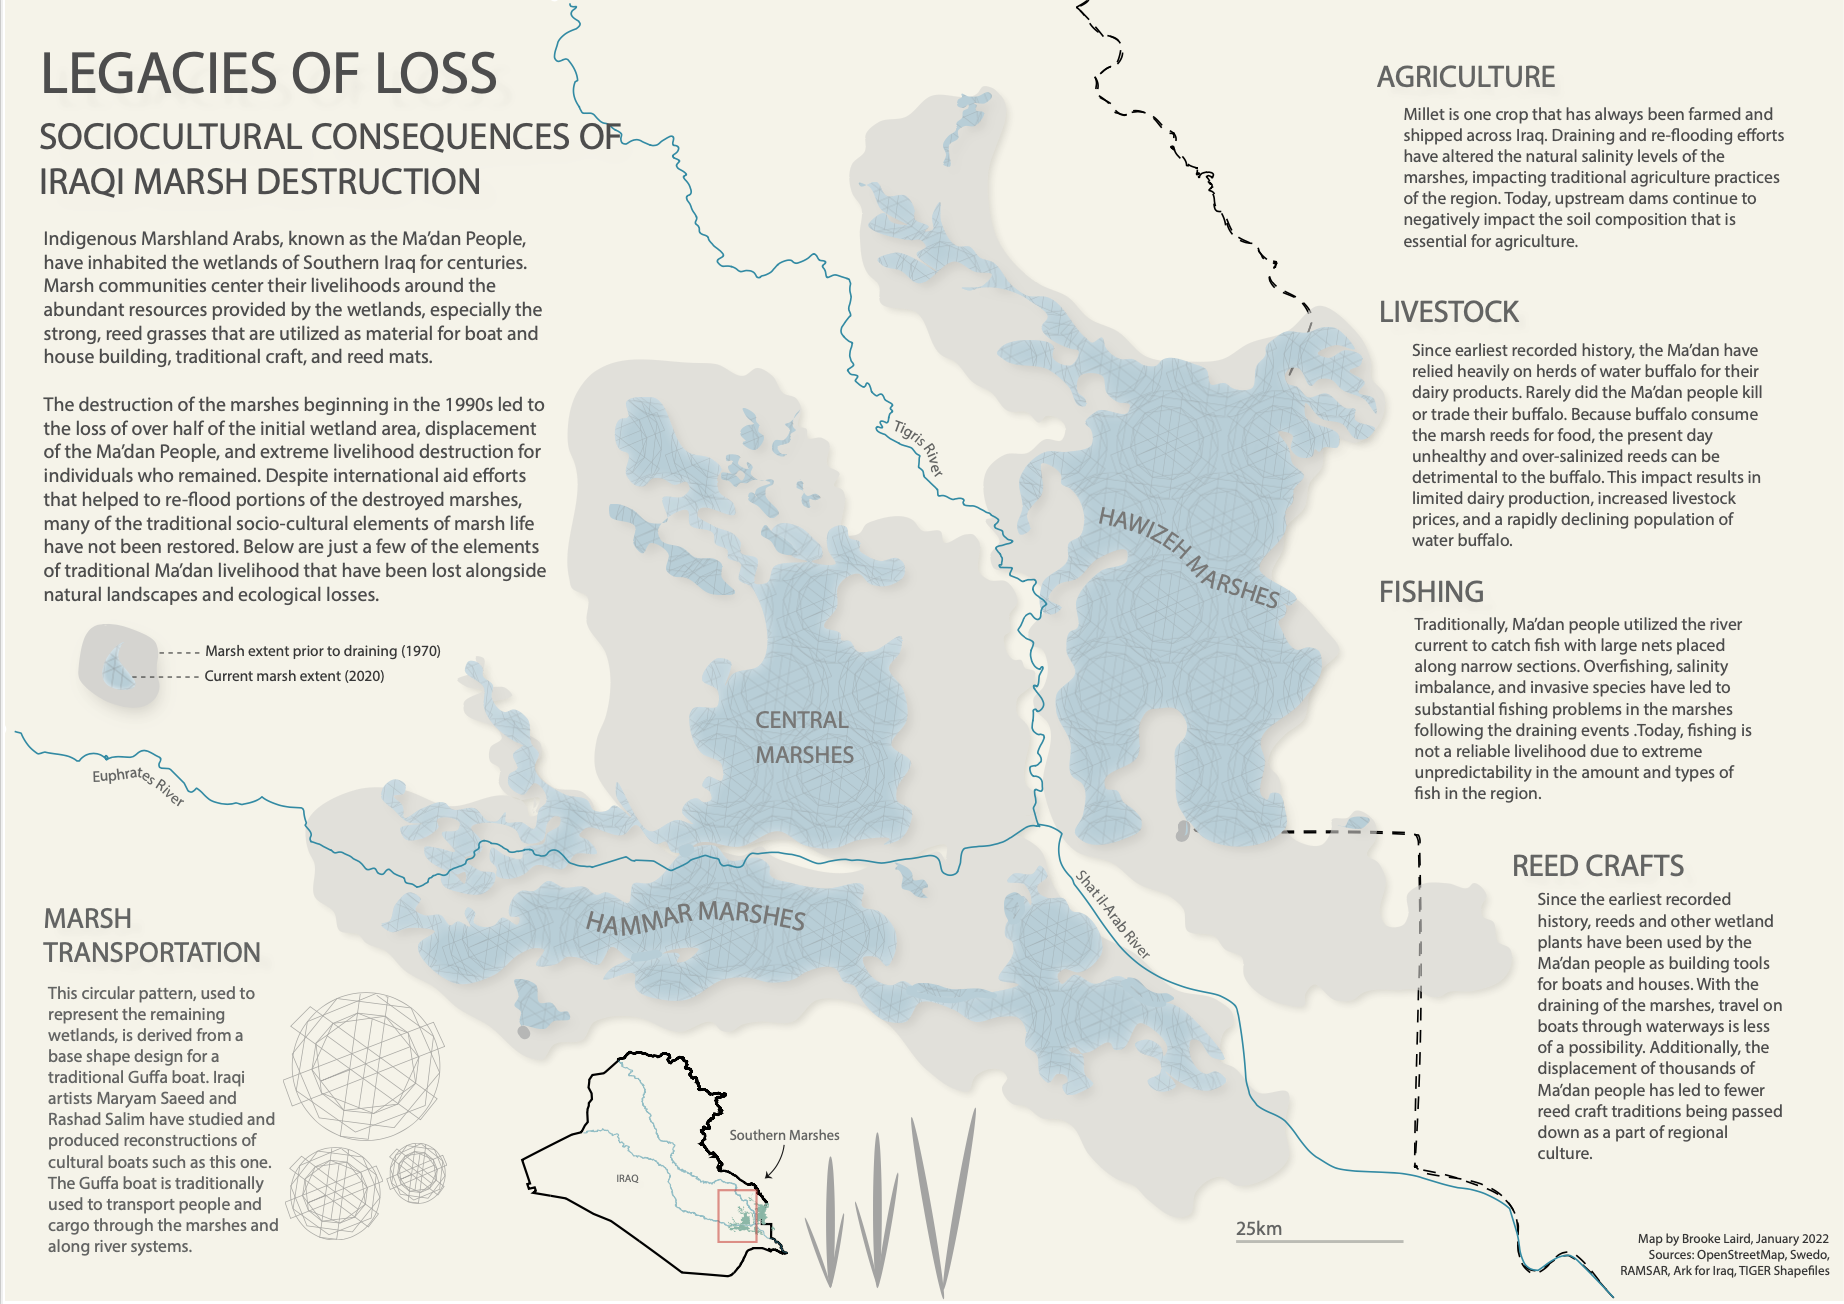 LEGACIES OF LOSS
SOCIOCULTURAL CONSEQUENCES OF
IRAQI MARSH DESTRUCTION
Indigenous Marshland Arabs, known as the Ma'dan People,
have inhabited the wetlands of Southern Iraq for centuries.
Marsh communities center their livelihoods around the
abundant resources provided by the wetlands, especially the
strong, reed grasses that are utilized as material for boat and
house building, traditional craft, and reed mats.
The destruction of the marshes beginning in the 1990s led to
the loss of over half of the initial wetland area, displacement
of the Ma'dan People, and extreme livelihood destruction for
individuals who remained. Despite international aid efforts
that helped to re-flood portions of the destroyed marshes,
many of the traditional socio-cultural elements of marsh life
have not been restored. Below are just a few of the elements
of traditional Ma'dan livelihood that have been lost alongside
natural landscapes and ecological losses.
Marsh extent prior to draining (1970)
Current marsh extent (2020)
Euphrates River
Tigris River
HAWIZEH MARSHES
CENTRAL
MARSHES
HAMMAR MARSHES
Shat il-Arab River
MARSH
TRANSPORTATION
This circular pattern, used to
represent the remaining
wetlands, is derived from a
base shape design for a
traditional Guffa boat. Iraqi
artists Maryam Saeed and
Rashad Salim have studied and
produced reconstructions of
cultural boats such as this one.
The Guffa boat is traditionally
used to transport people and
cargo through the marshes and
along river systems.
Southern Marshes
IRAQ
25km
AGRICULTURE
Millet is one crop that has always been farmed and
shipped across Iraq. Draining and re-flooding efforts
have altered the natural salinity levels of the
marshes, impacting traditional agriculture practices
of the region. Today, upstream dams continue to
negatively impact the soil composition that is
essential for agriculture.
LIVESTOCK
Since earliest recorded history, the Ma'dan have
relied heavily on herds of water buffalo for their
dairy products. Rarely did the Ma'dan people kill
or trade their buffalo. Because buffalo consume
the marsh reeds for food, the present day
unhealthy and over-salinized reeds can be
detrimental to the buffalo. This impact results in
limited dairy production, increased livestock
prices, and a rapidly declining population of
water buffalo.
FISHING
Traditionally, Ma'dan people utilized the river
current to catch fish with large nets placed
along narrow sections. Overfishing, salinity
imbalance, and invasive species have led to
substantial fishing problems in the marshes
following the draining events .Today, fishing is
not a reliable livelihood due to extreme
unpredictability in the amount and types of
fish in the region.
REED CRAFTS
Since the earliest recorded
history, reeds and other wetland
plants have been used by the
Ma'dan people as building tools
for boats and houses. With the
draining of the marshes, travel on
boats through waterways is less
of a possibility. Additionally, the
displacement of thousands of
Ma'dan people has led to fewer
reed craft traditions being passed
down as a part of regional
culture.
Map by Brooke Laird, January 2022
Sources: OpenStreetMap, Swedo,
RAMSAR, Ark for Iraq, TIGER Shapefiles